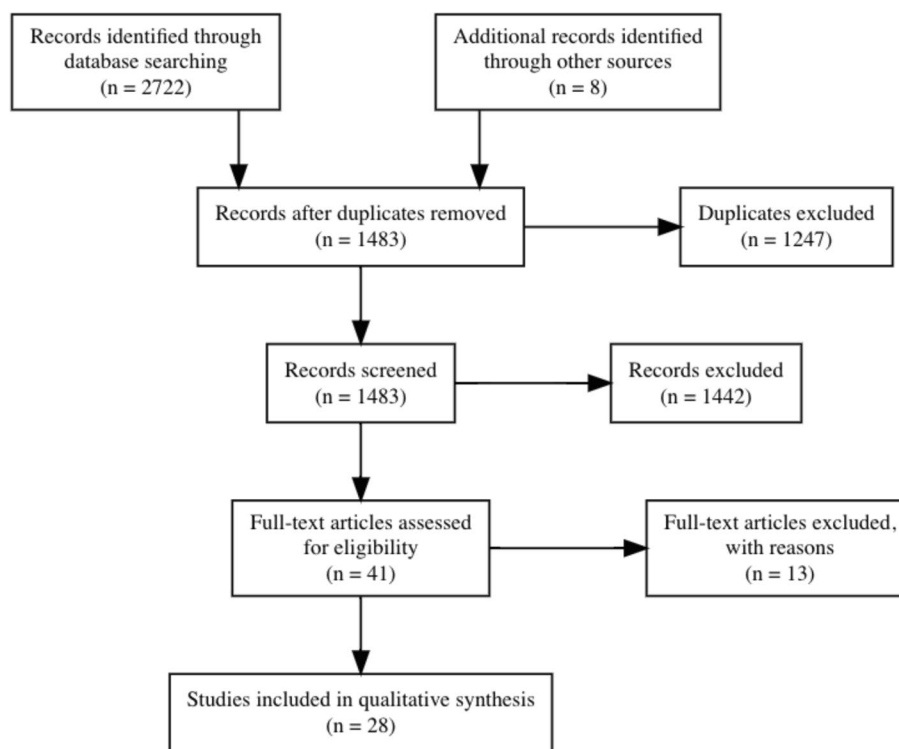 Records identified through
database searching
(n = 2722)
Additional records identified
through other sources
(n = 8)
Records after duplicates removed
(n = 1483)
Duplicates excluded
(n = 1247)
Records screened
(n = 1483)
Records excluded
(n = 1442)
Full-text articles assessed
for eligibility
(n = 41)
Full-text articles excluded,
with reasons
(n = 13)
Studies included in qualitative synthesis
(n = 28)